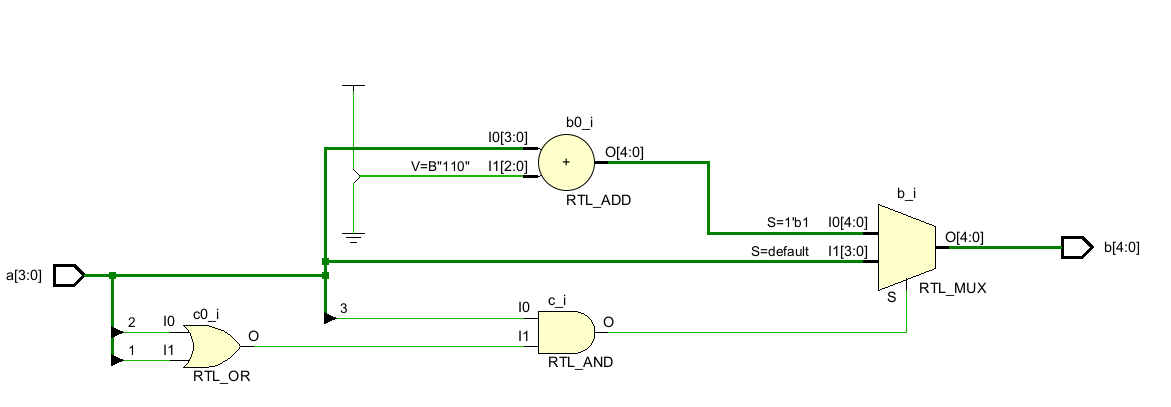 b0_i
I0[3:0]
O[4:0]
V=B"110"
I1[2:0]
+
RTL_ADD
b_i
S=1'b1
I0[4:0]
S=default
I1[3:0]
O[4:0]
b[4:0]
a[3:0]
S
RTL_MUX
3
I0
c_i
2
I0
c0_i
O
1
I1
O
I1
RTL_AND
RTL_OR